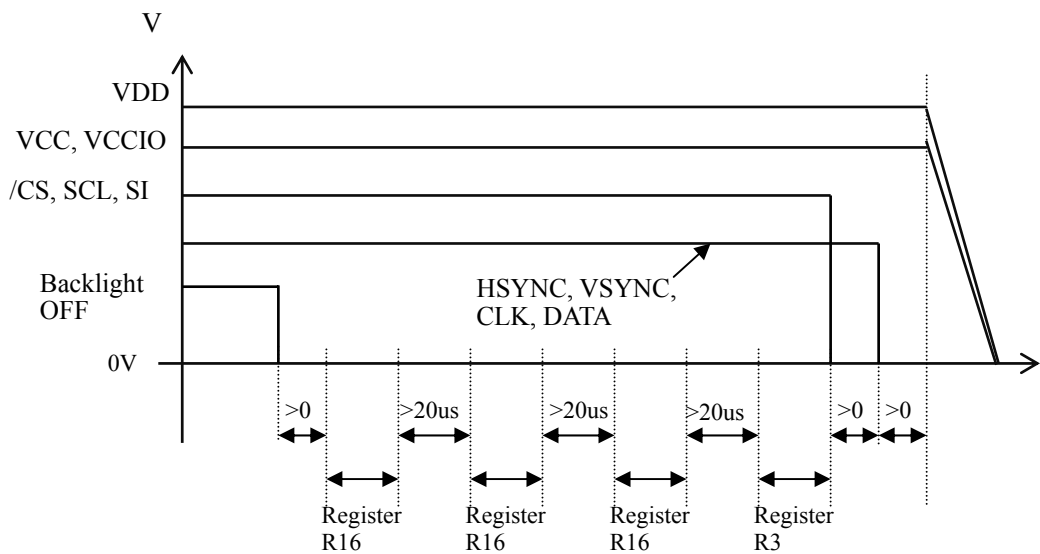 V
VDD
VCC, VCCIO
/CS, SCL, SI
Backlight
OFF
HSYNC, VSYNC,
CLK, DATA
0V
>0
>20us
>20us
>20us
>0
>0
Register
R16
Register
R16
Register
R16
Register
R3